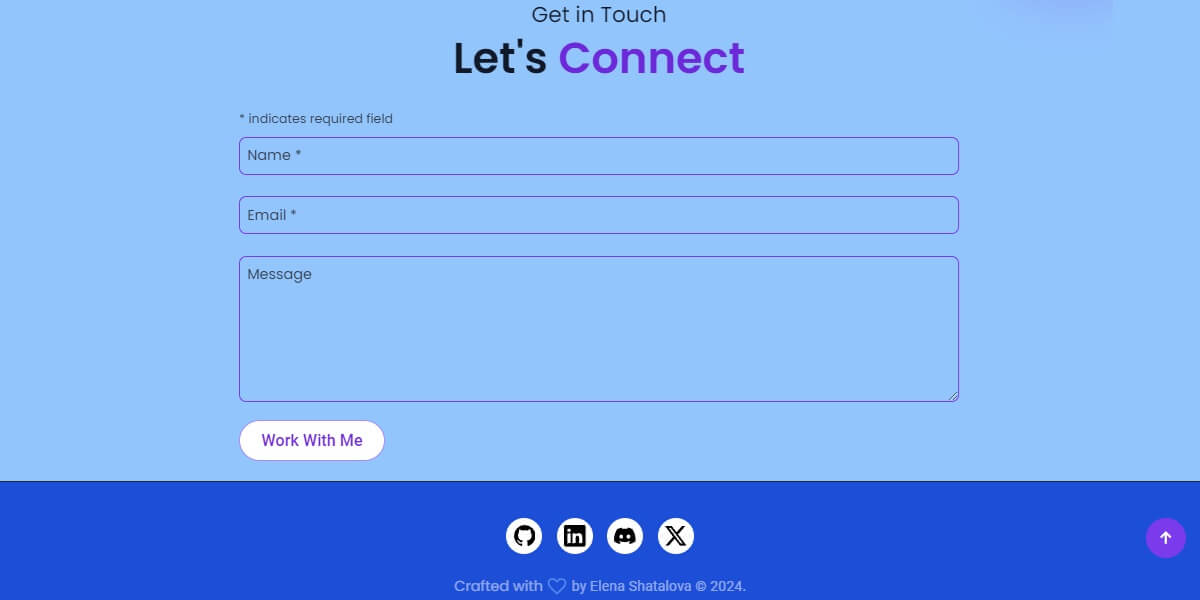 Get in Touch
Let's Connect
* indicates required field
Name *
Email *
Message
Work With Me
in X
Crafted with by Elena Shatalova © 2024.